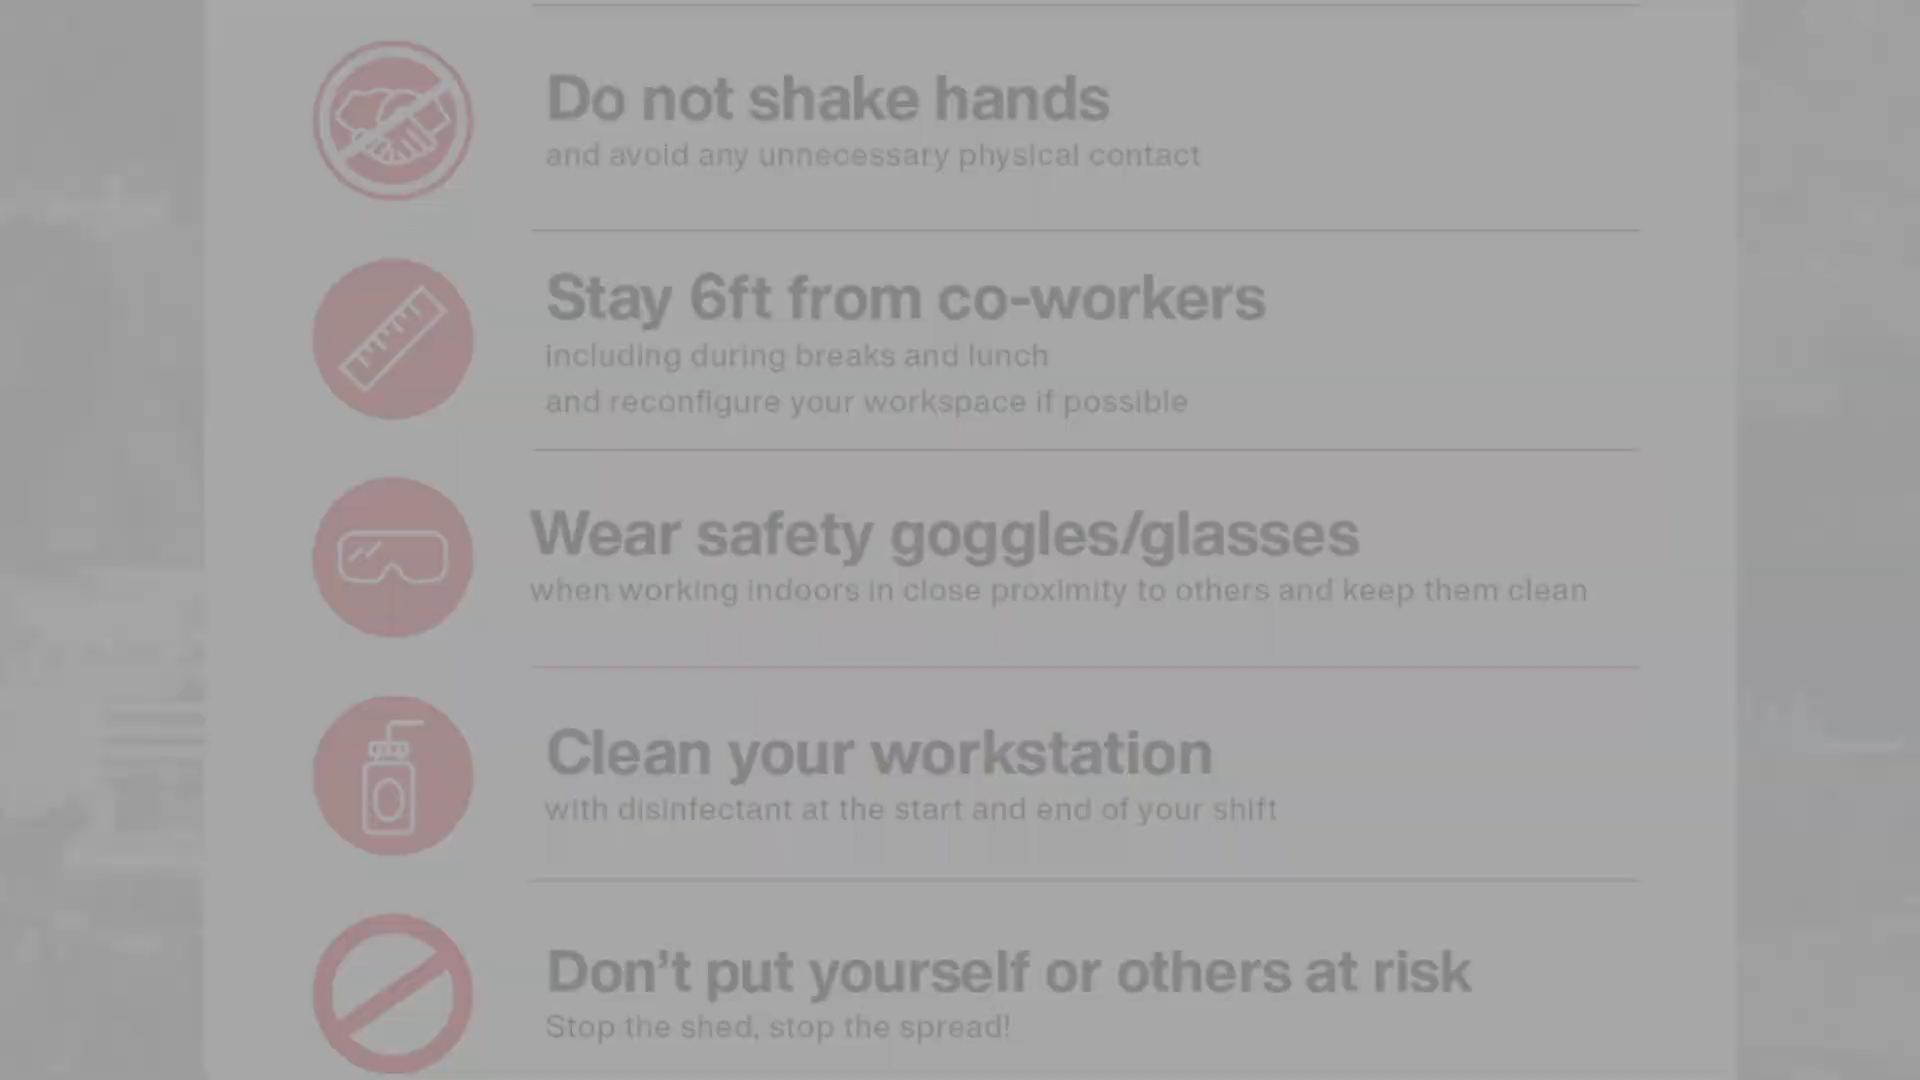 Do not shake hands
and avoid any unnecessary physical contact
Stay 6ft from co-workers
including during breaks and lunch
and reconfigure your workspace if possible
Wear safety goggles/glasses
when working indoors in close proximity to others and keep them clean
Clean your workstation
with disinfectant at the start and end of your shift
Don't put yourself or others at risk
Stop the shed, stop the spread!